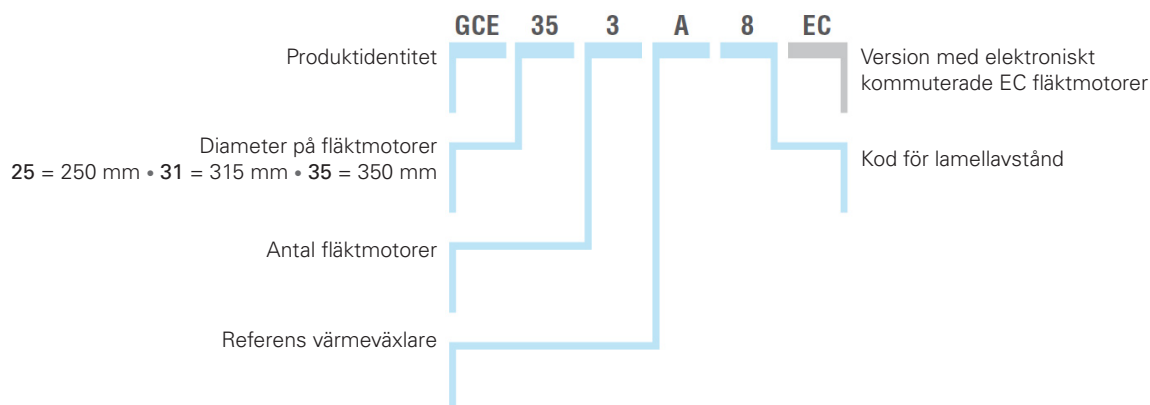 GCE 35 3 A 8 EC
Produktidentitet
Version med elektroniskt
kommuterade EC fläktmotorer
Diameter på fläktmotorer
25 = 250 mm • 31 = 315 mm • 35 = 350 mm
Kod för lamellavstånd
Antal fläktmotorer
Referens värmeväxlare